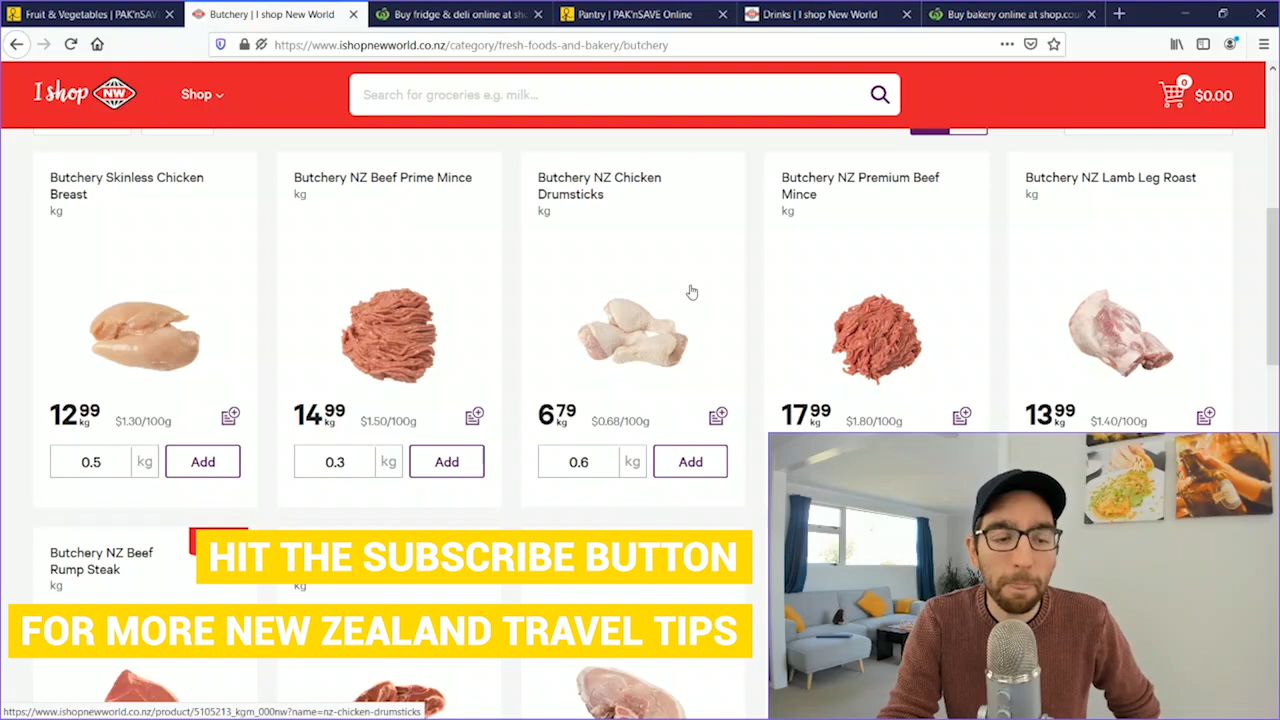 Fruit & Vegetables | PAK'nSAV
Butchery | I shop New World
Buy fridge & deli online at sh
Pantry | PAK'nSAVE Online
Drinks | I shop New World
Buy bakery online at shop.cou
https://www.ishopnewworld.co.nz/category/fresh-foods-and-bakery/butchery
I shop NW
Shop
Search for groceries e.g. milk...
0
$0.00
Butchery Skinless Chicken
Breast
kg
12 99 kg
$1.30/100g
0.5 kg
Add
Butchery NZ Beef Prime Mince
kg
14 99 kg
$1.50/100g
0.3 kg
Add
Butchery NZ Chicken
Drumsticks
kg
6 79 kg
$0.68/100g
0.6 kg
Add
Butchery NZ Premium Beef
Mince
kg
17 99 kg
$1.80/100g
Butchery NZ Lamb Leg Roast
kg
13 99 kg
$1.40/100g
Butchery NZ Beef
Rump Steak
kg
kg
HIT THE SUBSCRIBE BUTTON
FOR MORE NEW ZEALAND TRAVEL TIPS
https://www.ishopnewworld.co.nz/product/5105213_kgm_000nw?name=nz-chicken-drumsticks